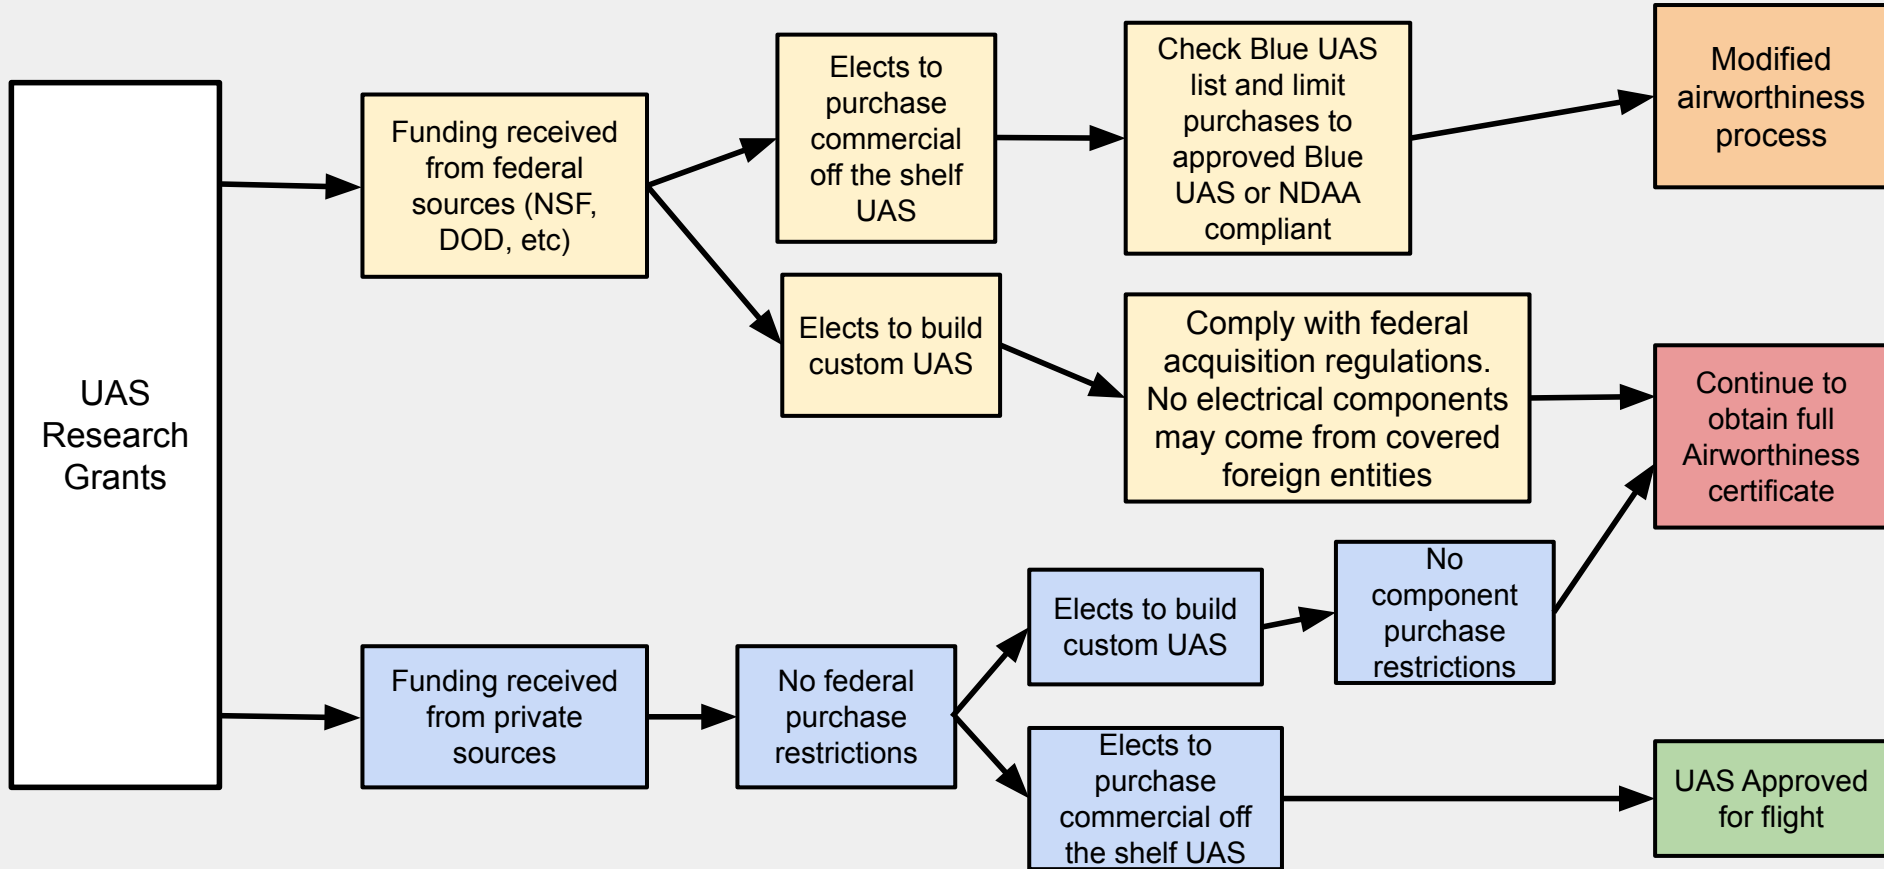 UAS
Research
Grants
Funding received
from federal
sources (NSF,
DOD, etc)
Elects to
purchase
commercial
off the shelf
UAS
Check Blue UAS
list and limit
purchases to
approved Blue
UAS or NDAA
compliant
Modified
airworthiness
process
Elects to build
custom UAS
Comply with federal
acquisition regulations.
No electrical components
may come from covered
foreign entities
Continue to
obtain full
Airworthiness
certificate
Funding received
from private
sources
No federal
purchase
restrictions
Elects to build
custom UAS
No
component
purchase
restrictions
Elects to
purchase
commercial off
the shelf UAS
UAS Approved
for flight